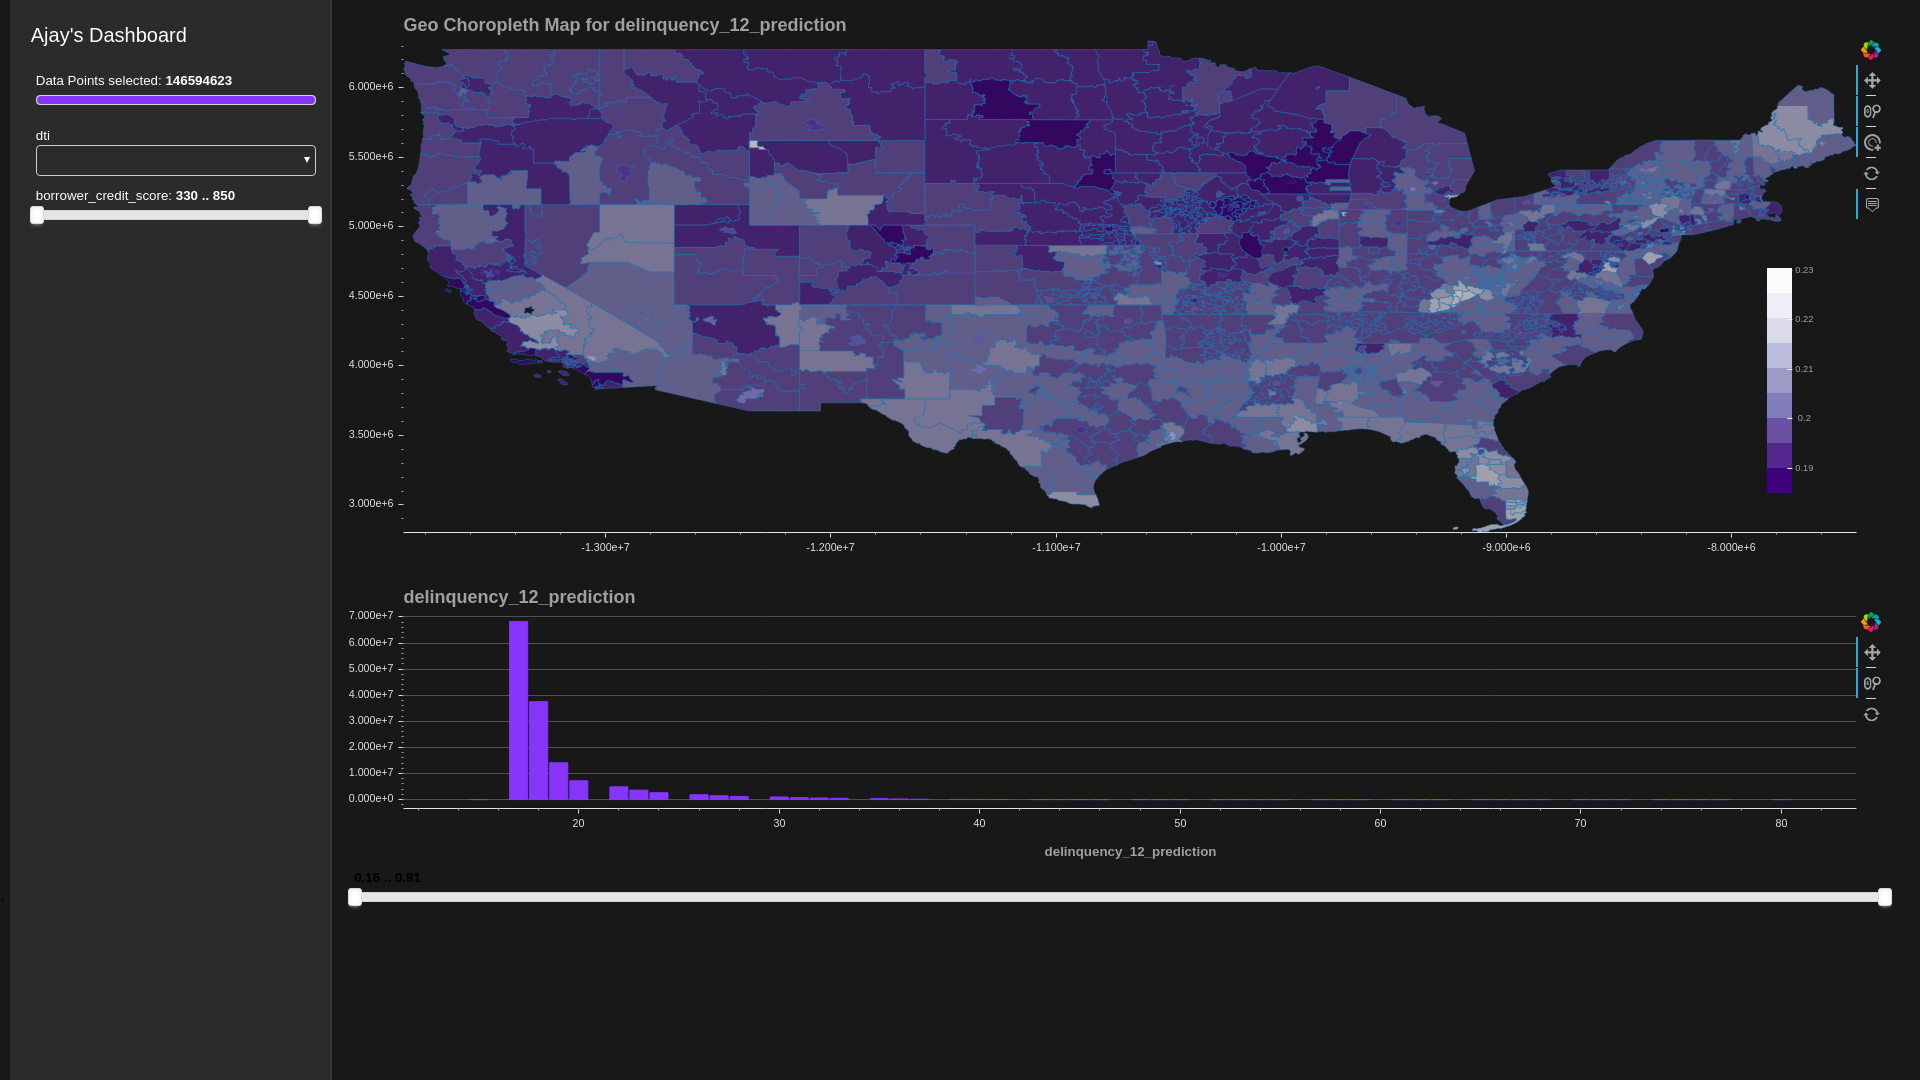 Ajay's Dashboard
Data Points selected: 146594623
dti
borrower_credit_score: 330 .. 850
Geo Choropleth Map for delinquency_12_prediction
6.000e+6
5.500e+6
5.000e+6
4.500e+6
4.000e+6
3.500e+6
3.000e+6
-1.300e+7
-1.200e+7
-1.100e+7
-1.000e+7
-9.000e+6
-8.000e+6
0.23
0.22
0.21
0.2
0.19
delinquency_12_prediction
7.000e+7
6.000e+7
5.000e+7
4.000e+7
3.000e+7
2.000e+7
1.000e+7
0.000e+0
20
30
40
50
60
70
80
delinquency_12_prediction
0.16 .. 0.81